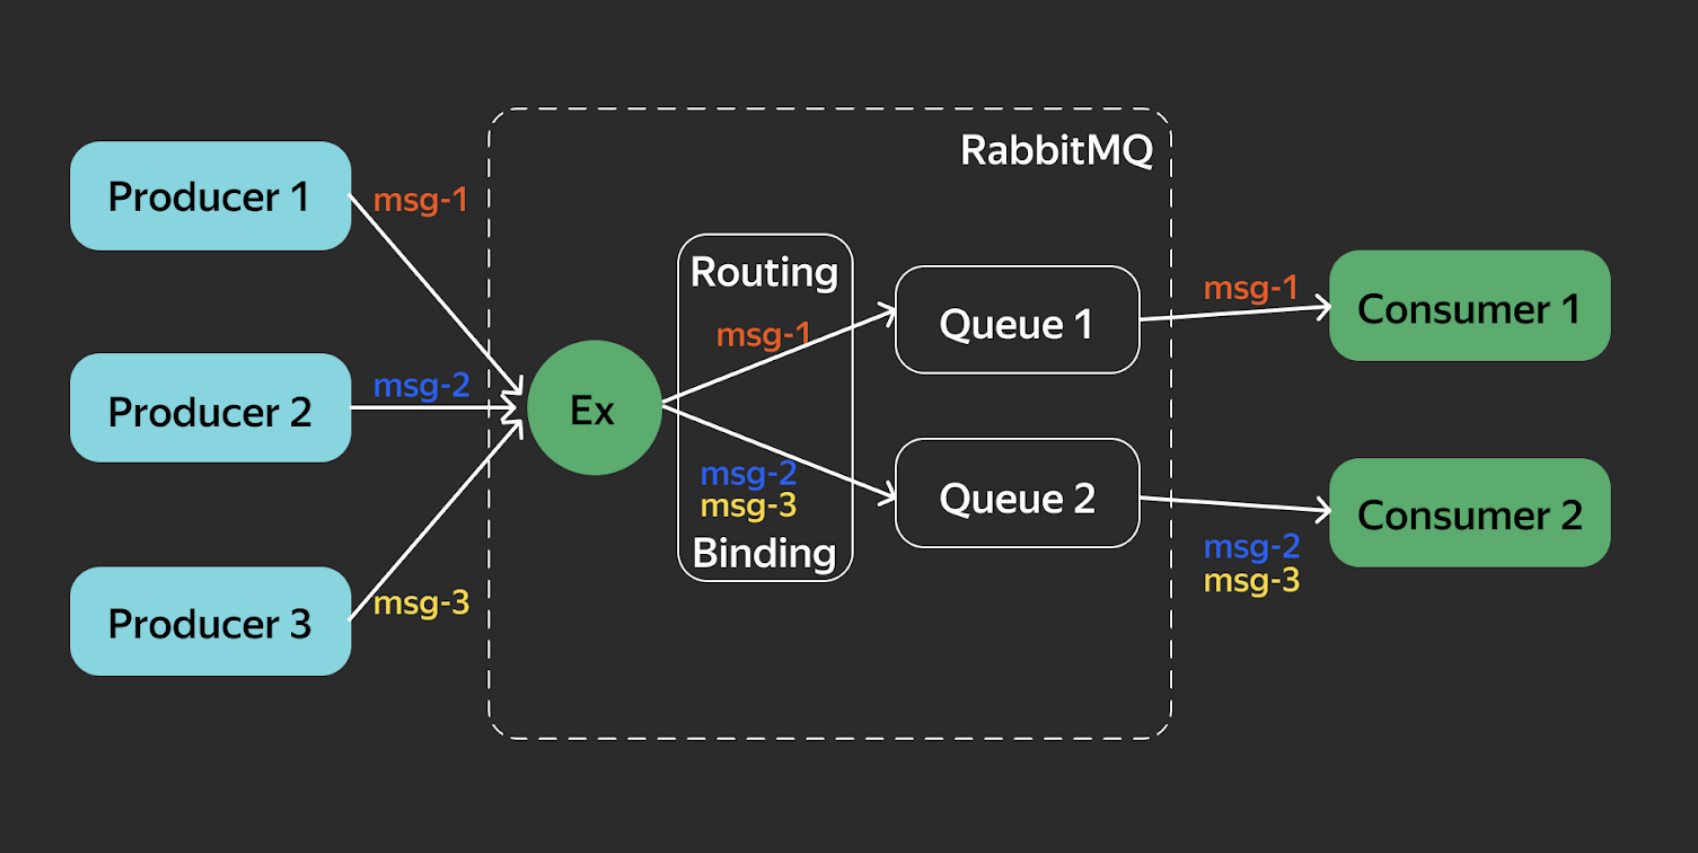 RabbitMQ
Producer 1
msg-1
Producer 2
msg-2
Producer 3
msg-3
Ex
Routing
msg-1
msg-2
msg-3
Binding
Queue 1
Queue 2
msg-1
Consumer 1
Consumer 2
msg-2
msg-3